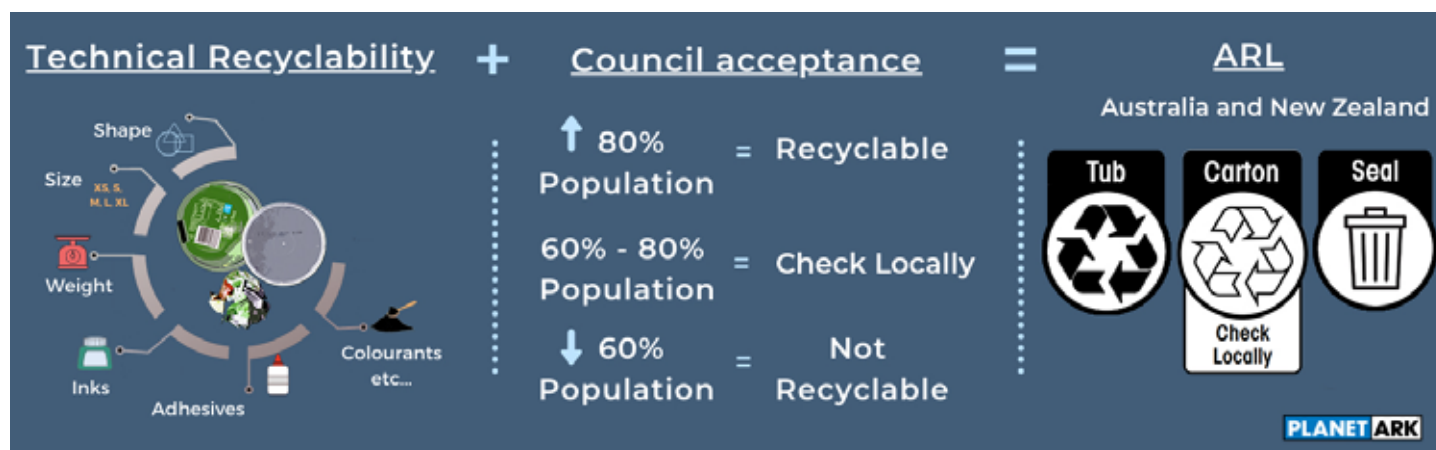 Technical Recyclability
+
Council acceptance
=
ARL
Shape
Size
XS, S,
M, L, XL
Weight
Inks
Adhesives
Colourants
etc...
↑ 80%
Population
=
Recyclable
60% - 80%
Population
=
Check Locally
↓ 60%
Population
=
Not
Recyclable
Australia and New Zealand
Tub
Carton
Seal
Check
Locally
PLANET ARK